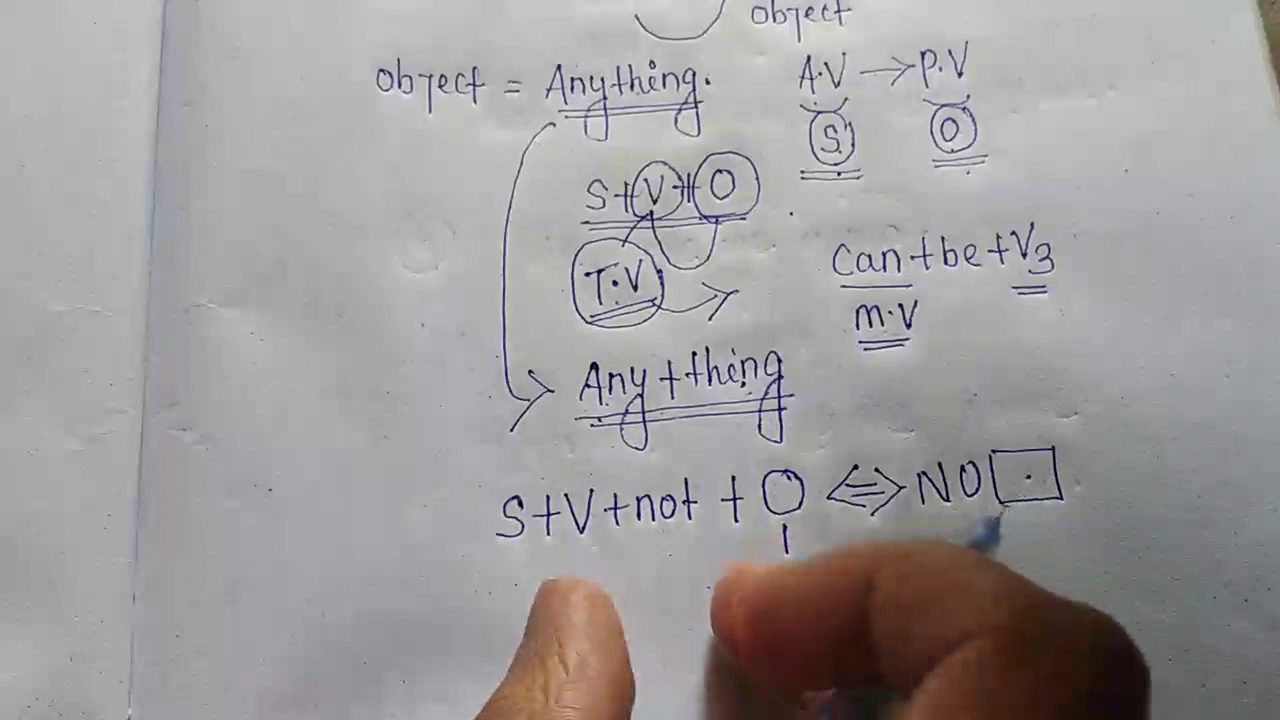 object
object = Anything.
A.V → P.V
S O
S+V+O
T.V →
can+be+V3
m.V
Any+thing
S+V+not + O ⇔ NO